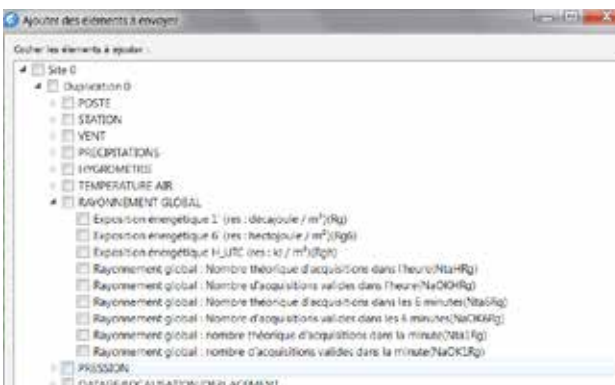 Ajouter des éléments à envoyer
Cocher les éléments à ajouter :
Site 0
Duplication 0
POSTE
STATION
VENT
PRECIPITATIONS
HYGROMETRIE
TEMPERATURE AIR
RAYONNEMENT GLOBAL
Exposition énergétique 1' (res : décajoule / m²)(Rg)
Exposition énergétique 6' (res : hectojoule / m²)(Rg6)
Exposition énergétique H_UTC (res : kJ / m²)(Rgh)
Rayonnement global : Nombre théorique d'acquisitions dans l'heure(NtaHRg)
Rayonnement global : Nombre d'acquisitions valides dans l'heure(NaOKHRg)
Rayonnement global : Nombre théorique d'acquisitions dans les 6 minutes(Nta6Rg)
Rayonnement global : Nombre d'acquisitions valides dans les 6 minutes(NaOK6Rg)
Rayonnement global : nombre théorique d'acquisitions dans la minute(Nta1Rg)
Rayonnement global : nombre d'acquisitions valides dans la minute(NaOK1Rg)
PRESSION
DATAGE/LOCALISATION/DEPLACEMENT